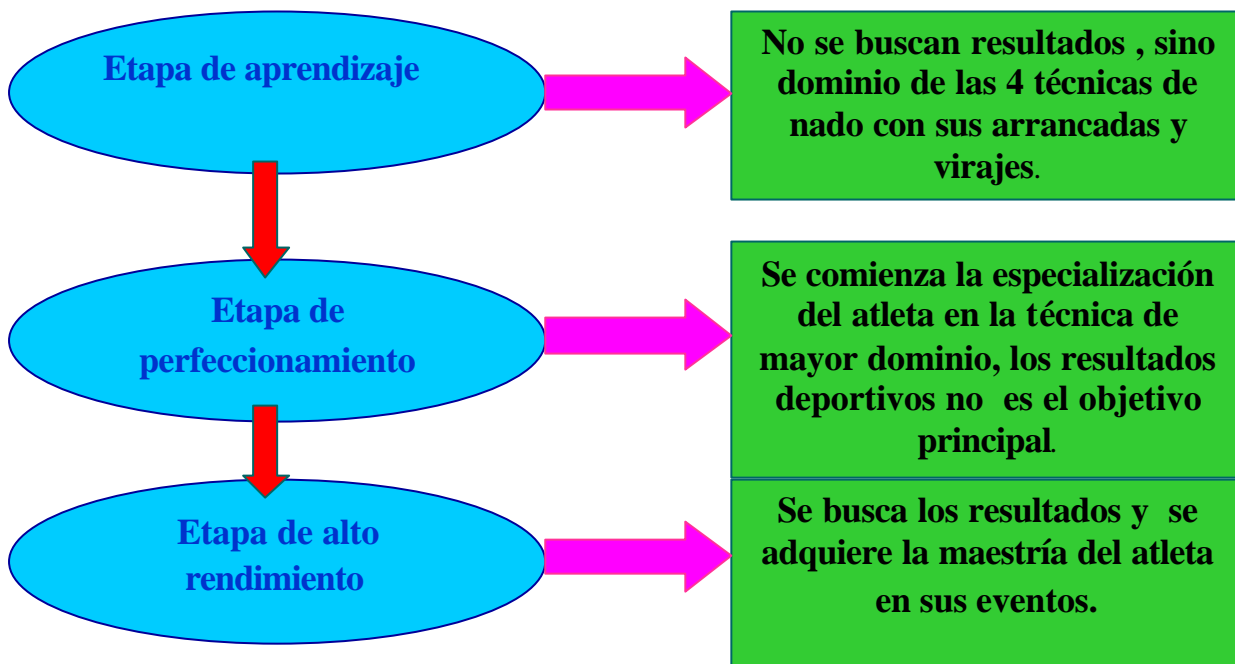 Etapa de aprendizaje
No se buscan resultados , sino
dominio de las 4 técnicas de
nado con sus arrancadas y
virajes.
Etapa de
perfeccionamiento
Se comienza la especialización
del atleta en la técnica de
mayor dominio, los resultados
deportivos no es el objetivo
principal.
Etapa de alto
rendimiento
Se busca los resultados y se
adquiere la maestría del atleta
en sus eventos.